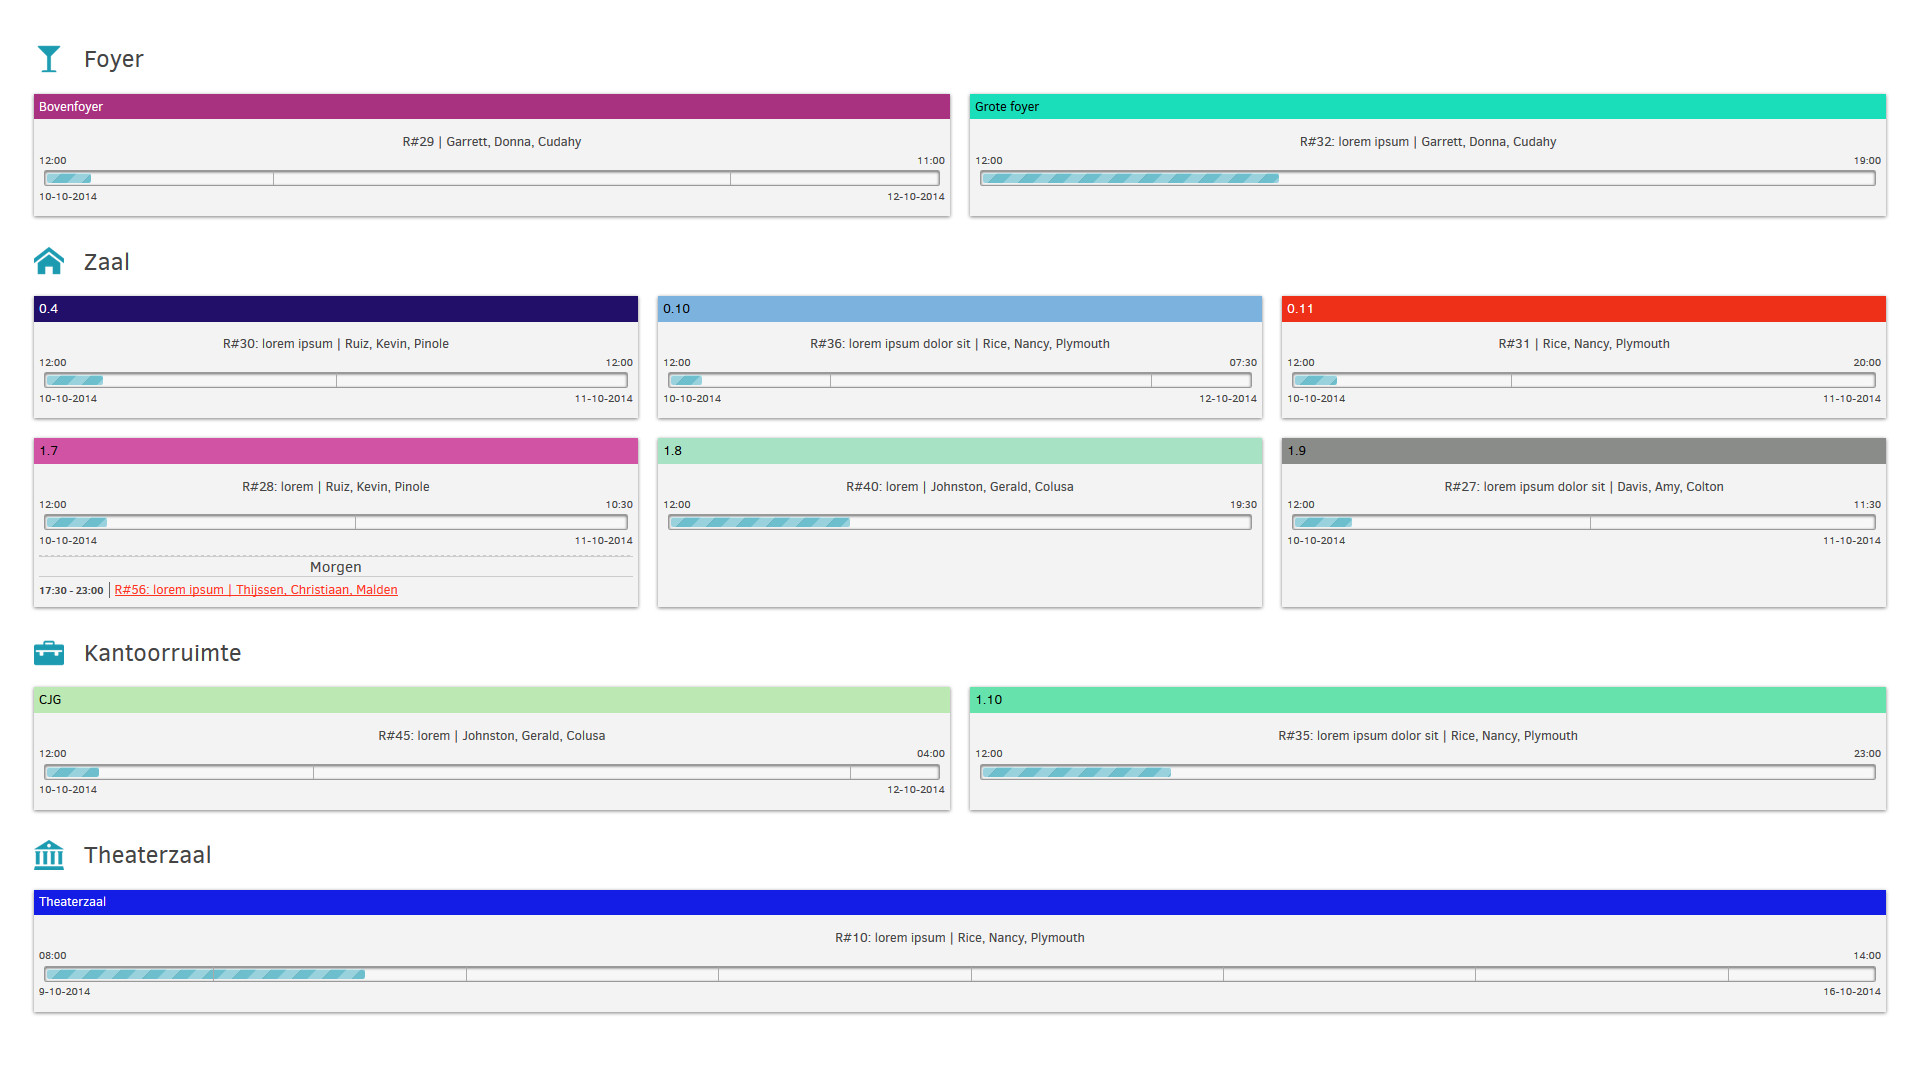 Foyer
Bovenfoyer
R#29 | Garrett, Donna, Cudahy
12:00 11:00
10-10-2014 12-10-2014
Grote foyer
R#32: lorem ipsum | Garrett, Donna, Cudahy
12:00 19:00
Zaal
0.4
R#30: lorem ipsum | Ruiz, Kevin, Pinole
12:00 12:00
10-10-2014 11-10-2014
0.10
R#36: lorem ipsum dolor sit | Rice, Nancy, Plymouth
12:00 07:30
10-10-2014 12-10-2014
0.11
R#31 | Rice, Nancy, Plymouth
12:00 20:00
10-10-2014 11-10-2014
1.7
R#28: lorem | Ruiz, Kevin, Pinole
12:00 10:30
10-10-2014 11-10-2014
Morgen
17:30 - 23:00 R#56: lorem ipsum | Thijssen, Christiaan, Malden
1.8
R#40: lorem | Johnston, Gerald, Colusa
12:00 19:30
1.9
R#27: lorem ipsum dolor sit | Davis, Amy, Colton
12:00 11:30
10-10-2014 11-10-2014
Kantoorruimte
CJG
R#45: lorem | Johnston, Gerald, Colusa
12:00 04:00
10-10-2014 12-10-2014
1.10
R#35: lorem ipsum dolor sit | Rice, Nancy, Plymouth
12:00 23:00
Theaterzaal
Theaterzaal
R#10: lorem ipsum | Rice, Nancy, Plymouth
08:00 14:00
9-10-2014 16-10-2014